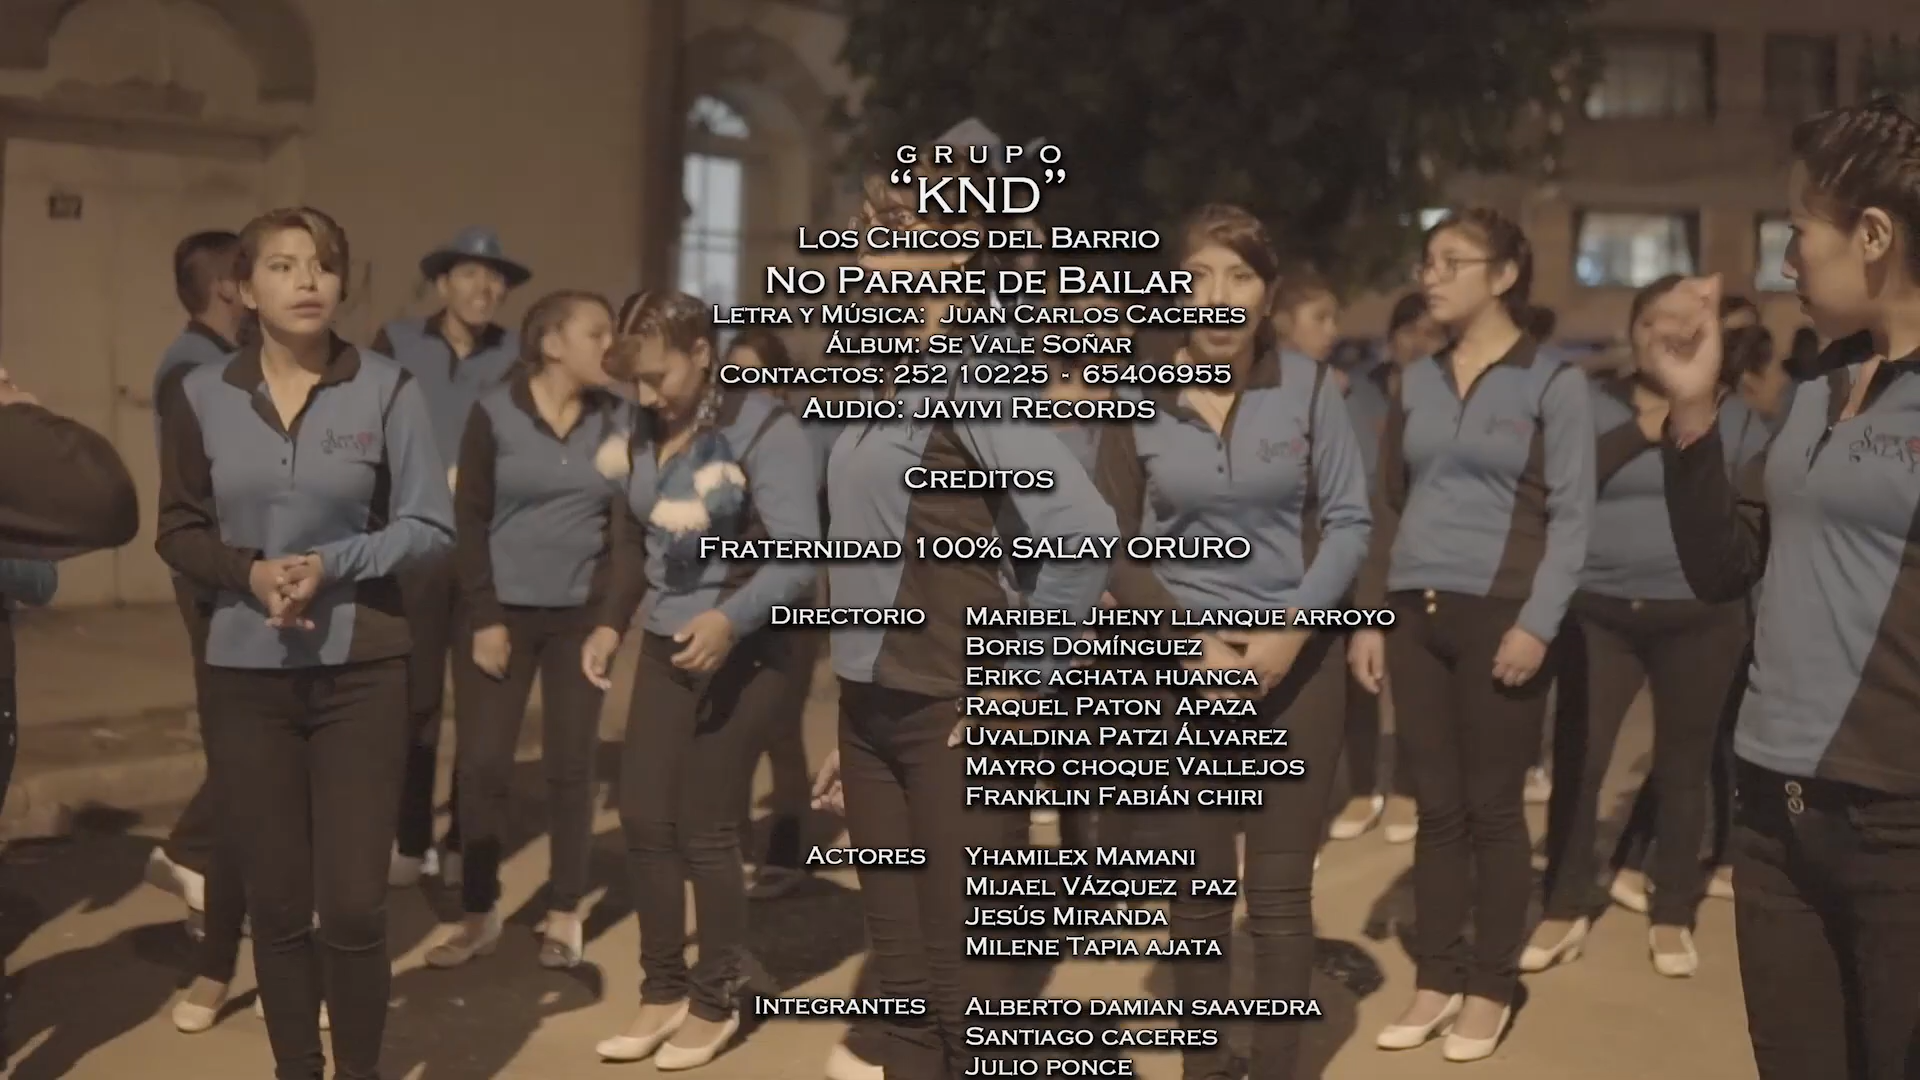 GRUPO
“KND”
Los Chicos del Barrio
No Parare de Bailar
Letra y Música: Juan Carlos Caceres
Álbum: Se Vale Soñar
Contactos: 252 10225 - 65406955
Audio: Javivi Records
Creditos
Fraternidad 100% SALAY ORURO
Directorio Maribel Jheny llanque arroyo
Boris Domínguez
Erikc achata huanca
Raquel Paton Apaza
Uvaldina Patzi Álvarez
Mayro choque Vallejos
Franklin Fabián chiri
Actores Yhamilex Mamani
Mijael Vázquez paz
Jesús Miranda
Milene Tapia ajata
Integrantes Alberto damian saavedra
Santiago caceres
Julio ponce